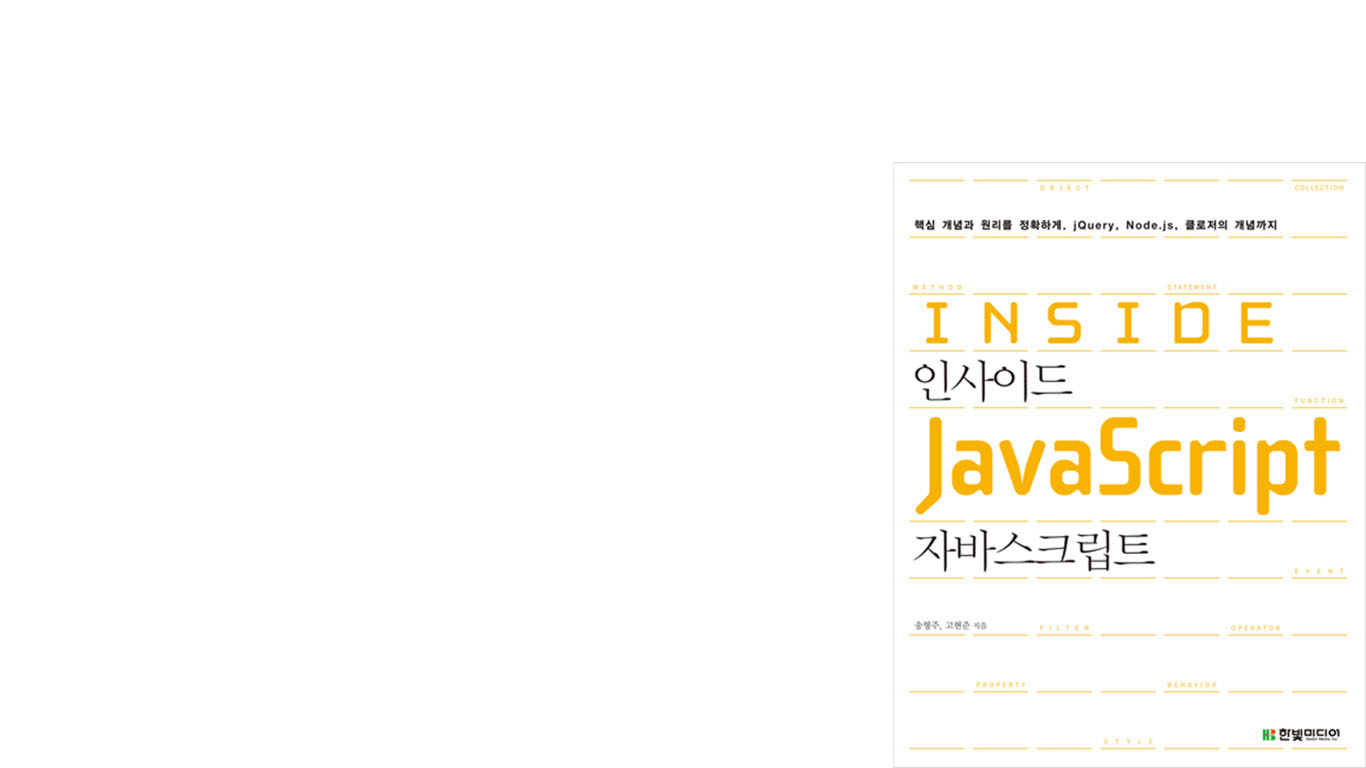 OBJECT COLLECTION
핵심 개념과 원리를 정확하게, jQuery, Node.js, 클로저의 개념까지
METHOD STATEMENT
INSIDE
인사이드
FUNCTION
JavaScript
자바스크립트
EVENT
송형주, 고현준 지음
FILTER OPERATOR
PROPERTY BEHAVIOR
HB 한빛미디어
Hanbit Media, Inc.
STYLE